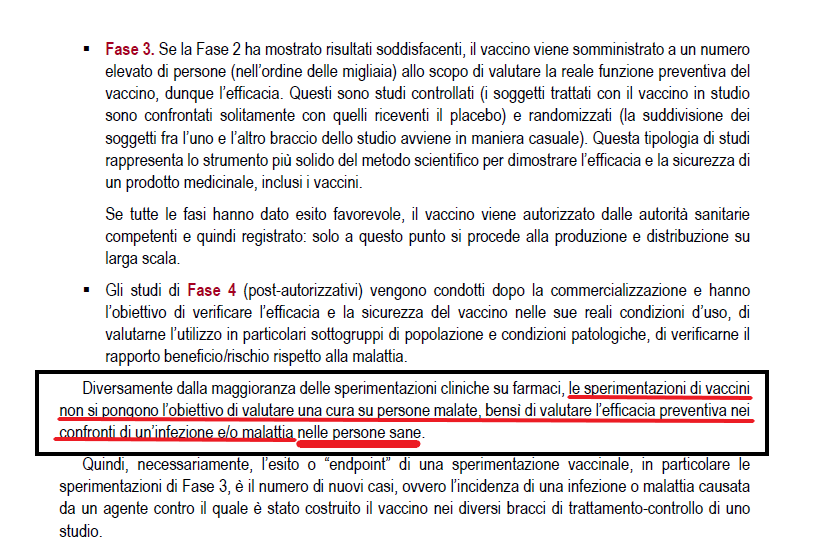 ▪ Fase 3. Se la Fase 2 ha mostrato risultati soddisfacenti, il vaccino viene somministrato a un numero
elevato di persone (nell’ordine delle migliaia) allo scopo di valutare la reale funzione preventiva del
vaccino, dunque l’efficacia. Questi sono studi controllati (i soggetti trattati con il vaccino in studio
sono confrontati solitamente con quelli riceventi il placebo) e randomizzati (la suddivisione dei
soggetti fra l’uno e l’altro braccio dello studio avviene in maniera casuale). Questa tipologia di studi
rappresenta lo strumento più solido del metodo scientifico per dimostrare l’efficacia e la sicurezza di
un prodotto medicinale, inclusi i vaccini.
Se tutte le fasi hanno dato esito favorevole, il vaccino viene autorizzato dalle autorità sanitarie
competenti e quindi registrato: solo a questo punto si procede alla produzione e distribuzione su
larga scala.
▪ Gli studi di Fase 4 (post-autorizzativi) vengono condotti dopo la commercializzazione e hanno
l’obiettivo di verificare l’efficacia e la sicurezza del vaccino nelle sue reali condizioni d’uso, di
valutarne l’utilizzo in particolari sottogruppi di popolazione e condizioni patologiche, di verificarne il
rapporto beneficio/rischio rispetto alla malattia.
Diversamente dalla maggioranza delle sperimentazioni cliniche su farmaci, le sperimentazioni di vaccini
non si pongono l’obiettivo di valutare una cura su persone malate, bensì di valutare l’efficacia preventiva nei
confronti di un’infezione e/o malattia nelle persone sane.
Quindi, necessariamente, l’esito o “endpoint” di una sperimentazione vaccinale, in particolare le
sperimentazioni di Fase 3, è il numero di nuovi casi, ovvero l’incidenza di una infezione o malattia causata
da un agente contro il quale è stato costruito il vaccino nei diversi bracci di trattamento-controllo di uno
studio.